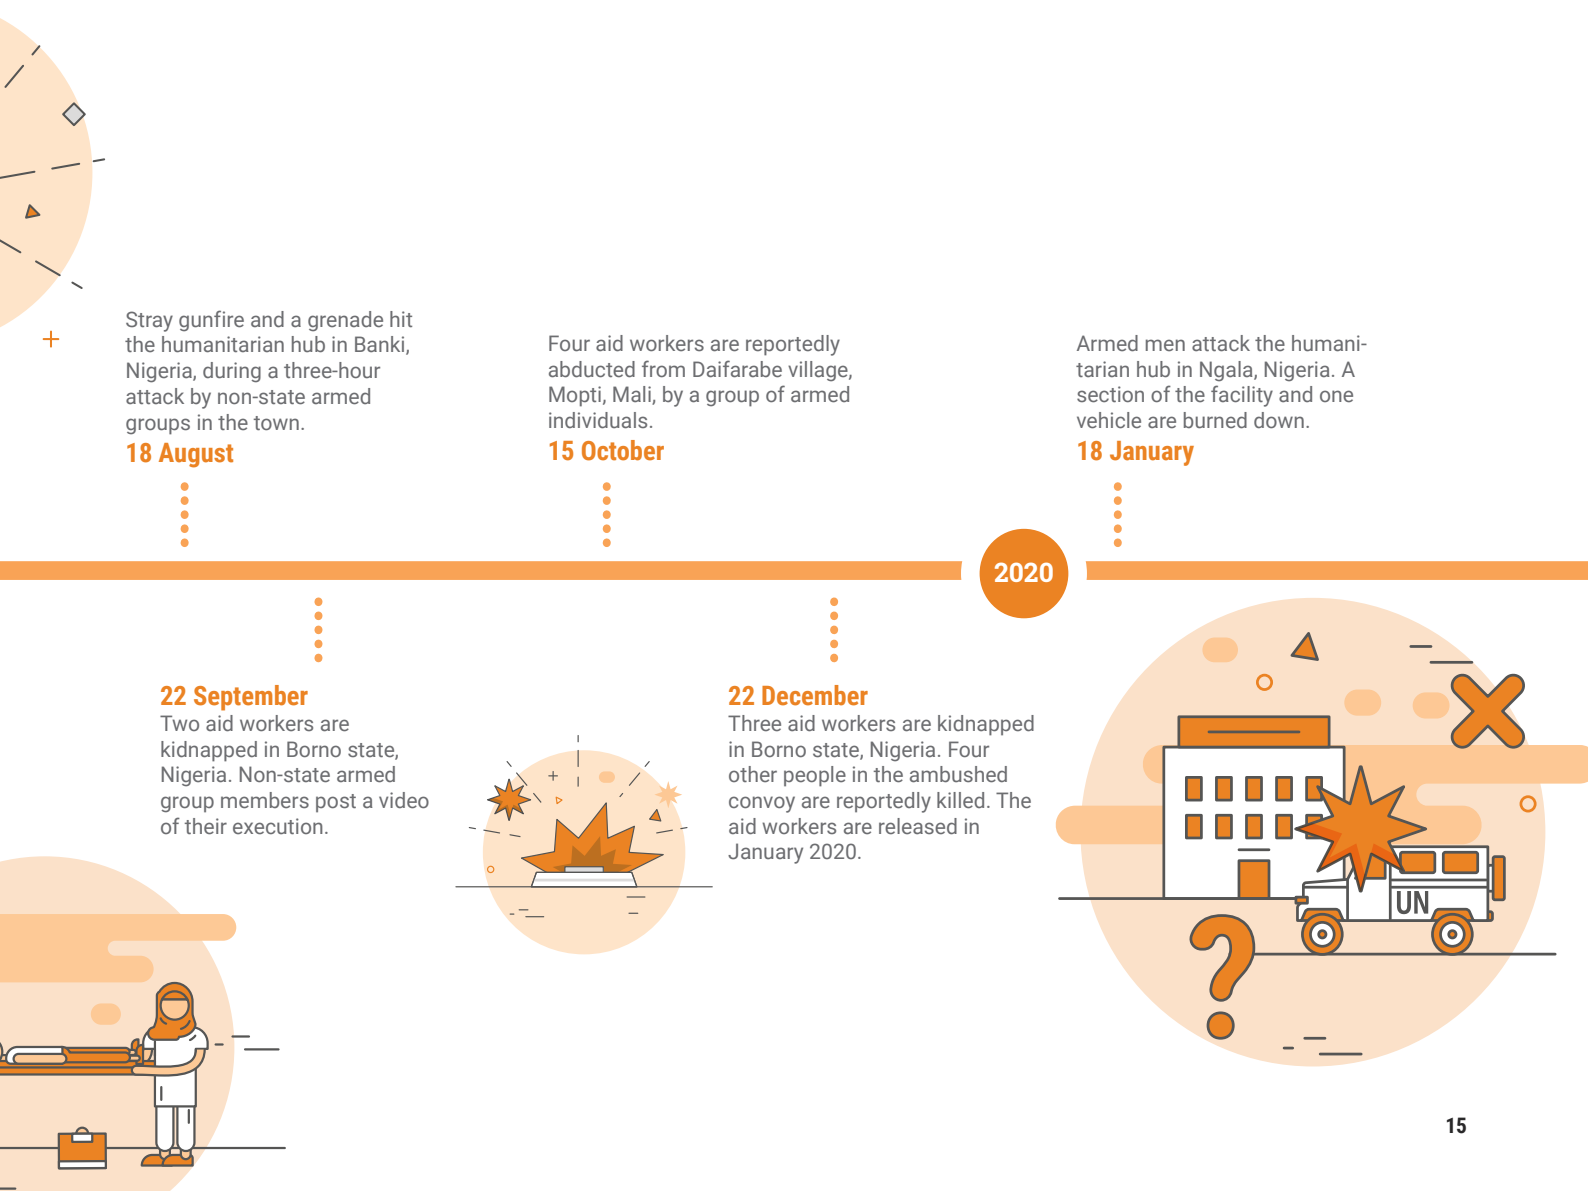 Stray gunfire and a grenade hit
the humanitarian hub in Banki,
Nigeria, during a three-hour
attack by non-state armed
groups in the town.
18 August
Four aid workers are reportedly
abducted from Daifarabe village,
Mopti, Mali, by a group of armed
individuals.
15 October
Armed men attack the humani-
tarian hub in Ngala, Nigeria. A
section of the facility and one
vehicle are burned down.
18 January
2020
22 September
Two aid workers are
kidnapped in Borno state,
Nigeria. Non-state armed
group members post a video
of their execution.
22 December
Three aid workers are kidnapped
in Borno state, Nigeria. Four
other people in the ambushed
convoy are reportedly killed. The
aid workers are released in
January 2020.
UN
?
15